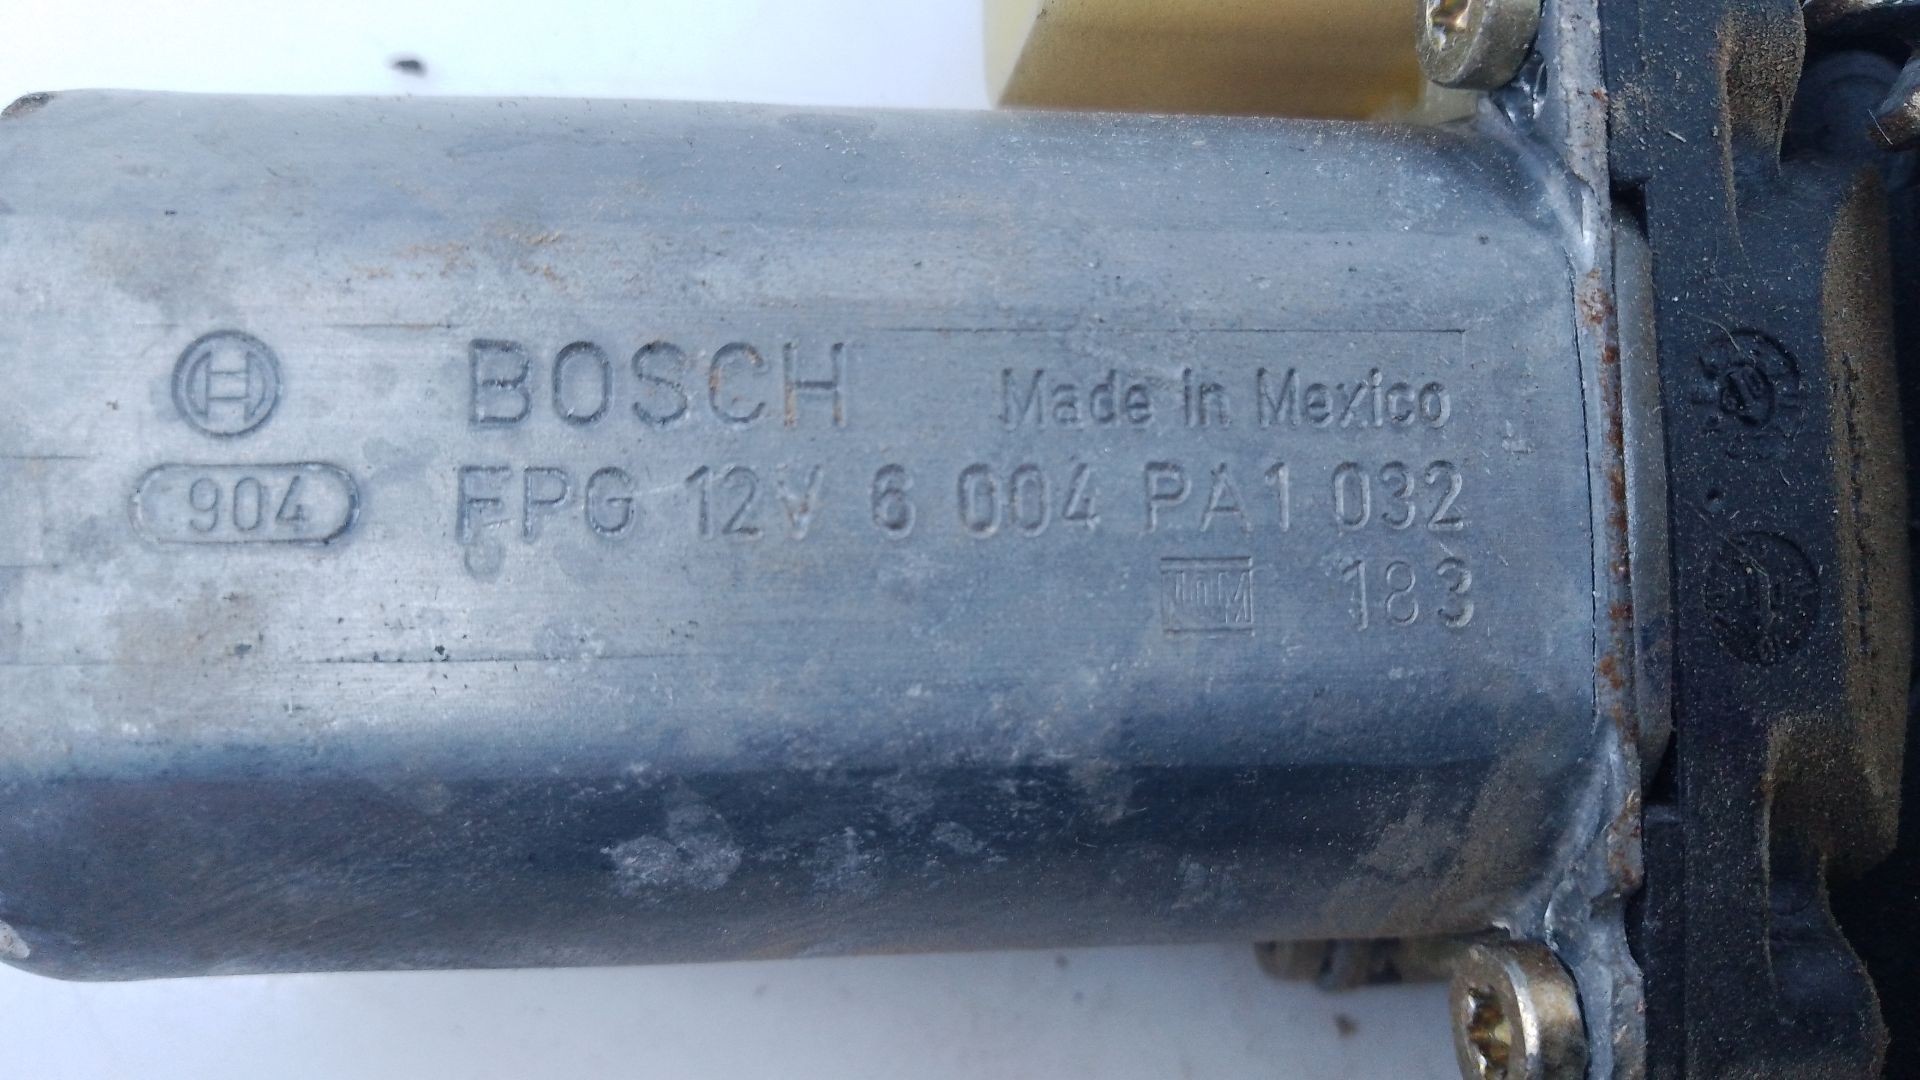 BOSCH Made in Mexico
904 FPG 12V 6 004 PA1 032
183